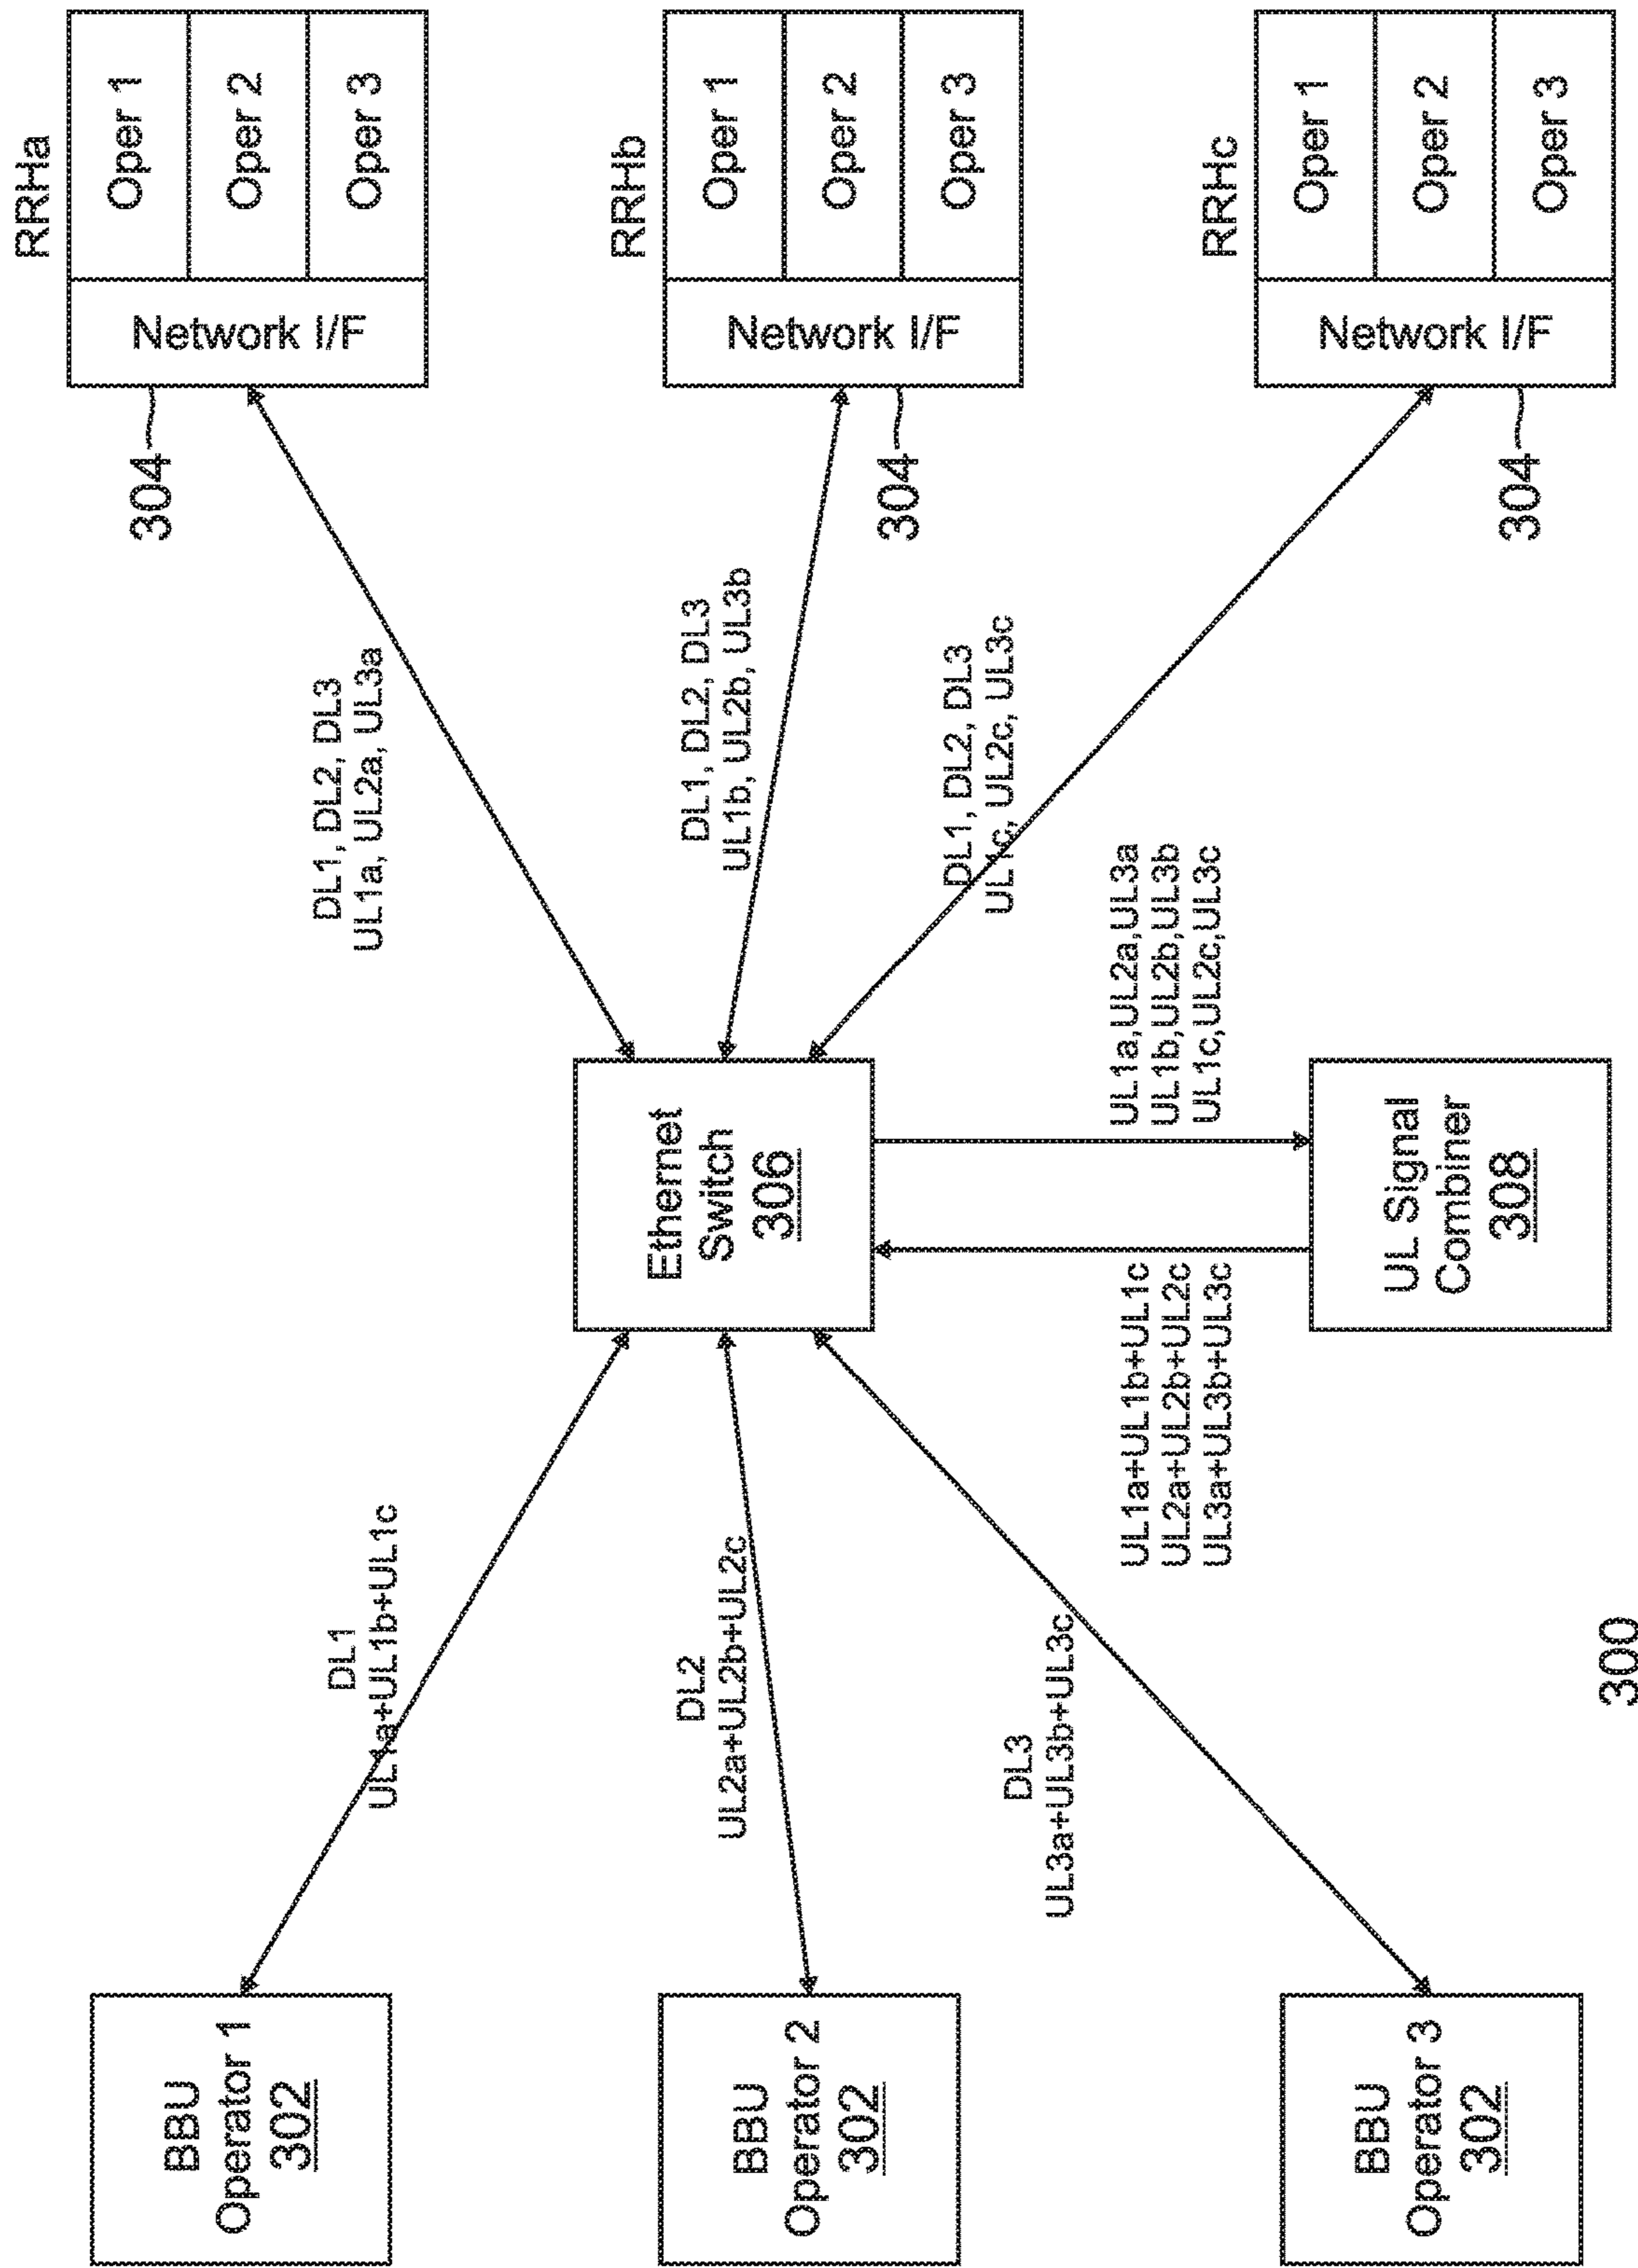 BBU
Operator 1
302
BBU
Operator 2
302
BBU
Operator 3
302
DL1
UL1a+UL1b+UL1c
DL2
UL2a+UL2b+UL2c
DL3
UL3a+UL3b+UL3c
Ethernet
Switch
306
UL1a+UL1b+UL1c
UL2a+UL2b+UL2c
UL3a+UL3b+UL3c
UL1a,UL2a,UL3a
UL1b,UL2b,UL3b
UL1c,UL2c,UL3c
UL Signal
Combiner
308
DL1, DL2, DL3
UL1a, UL2a, UL3a
DL1, DL2, DL3
UL1b, UL2b, UL3b
DL1, DL2, DL3
UL1c, UL2c, UL3c
RRHa
304
Network I/F
Oper 1
Oper 2
Oper 3
RRHb
304
Network I/F
Oper 1
Oper 2
Oper 3
RRHc
304
Network I/F
Oper 1
Oper 2
Oper 3
300